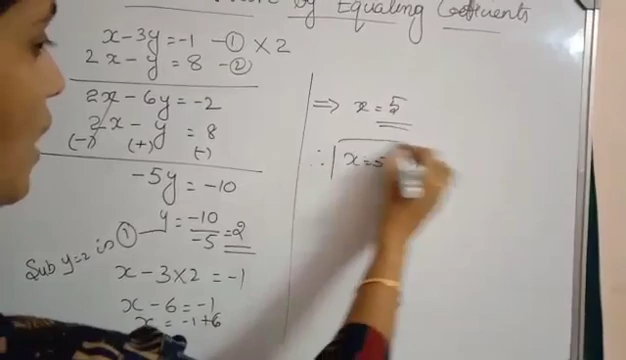 by Equaling Coefficients
x-3y=-1 -① ×2
2x-y=8 -②
2x-6y=-2
2x-y=8
(-) (+) (-)
-5y=-10
y=-10/-5=2
Sub y=2 in ①
x-3×2=-1
x-6=-1
x=-1+6
⇒ x=5
∴ x=5